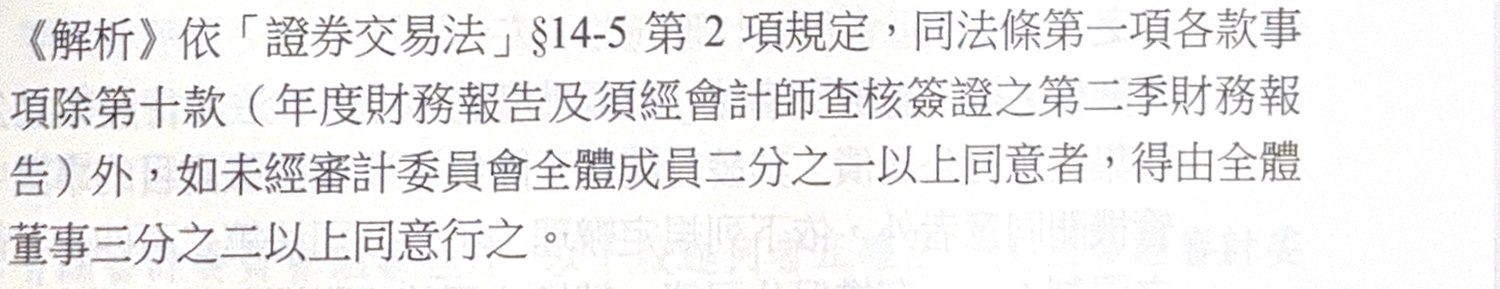 《解析》依「證券交易法」§14-5 第 2 項規定，同法條第一項各款事
項除第十款（年度財務報告及須經會計師查核簽證之第二季財務報
告）外，如未經審計委員會全體成員二分之一以上同意者，得由全體
董事三分之二以上同意行之。